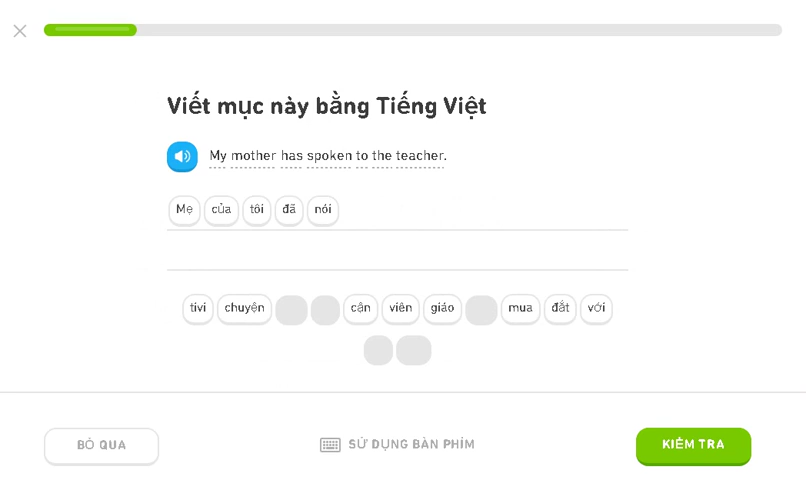 Viết mục này bằng Tiếng Việt
My mother has spoken to the teacher.
Mẹ của tôi đã nói
tivi chuyện cận viên giáo mua đắt với
BỎ QUA SỬ DỤNG BÀN PHÍM KIỂM TRA